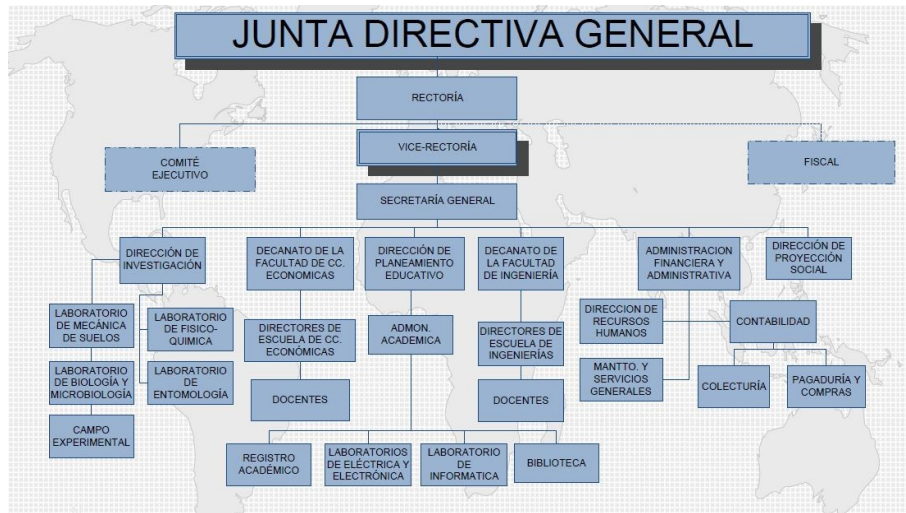 JUNTA DIRECTIVA GENERAL
RECTORÍA
COMITÉ
EJECUTIVO
VICE-RECTORÍA
FISCAL
SECRETARÍA GENERAL
DIRECCIÓN DE
INVESTIGACIÓN
DECANATO DE LA
FACULTAD DE CC.
ECONOMICAS
DIRECCIÓN DE
PLANEAMIENTO
EDUCATIVO
DECANATO DE
LA FACULTAD
DE INGENIERÍA
ADMINISTRACION
FINANCIERA Y
ADMINISTRATIVA
DIRECCIÓN DE
PROYECCIÓN
SOCIAL
LABORATORIO
DE MECÁNICA
DE SUELOS
LABORATORIO
DE FISICO-
QUIMICA
DIRECTORES DE
ESCUELA DE CC.
ECONÓMICAS
ADMON.
ACADEMICA
DIRECTORES DE
ESCUELA DE
INGENIERÍAS
DIRECCION DE
RECURSOS
HUMANOS
CONTABILIDAD
LABORATORIO
DE BIOLOGÍA Y
MICROBIOLOGÍA
LABORATORIO
DE
ENTOMOLOGÍA
DOCENTES
DOCENTES
MANTTO. Y
SERVICIOS
GENERALES
COLECTURÍA
PAGADURÍA Y
COMPRAS
CAMPO
EXPERIMENTAL
REGISTRO
ACADÉMICO
LABORATORIOS
DE ELÉCTRICA Y
ELECTRÓNICA
LABORATORIO
DE
INFORMATICA
BIBLIOTECA